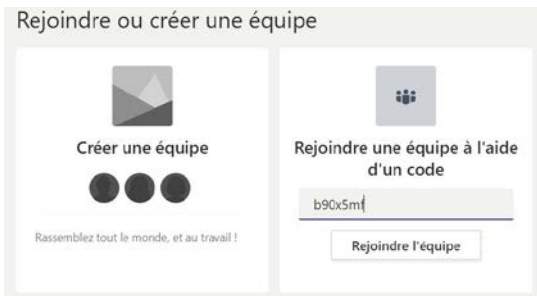 Rejoindre ou créer une équipe
Créer une équipe
Rassemblez tout le monde, et au travail !
Rejoindre une équipe à l'aide
d'un code
b90x5mf
Rejoindre l'équipe